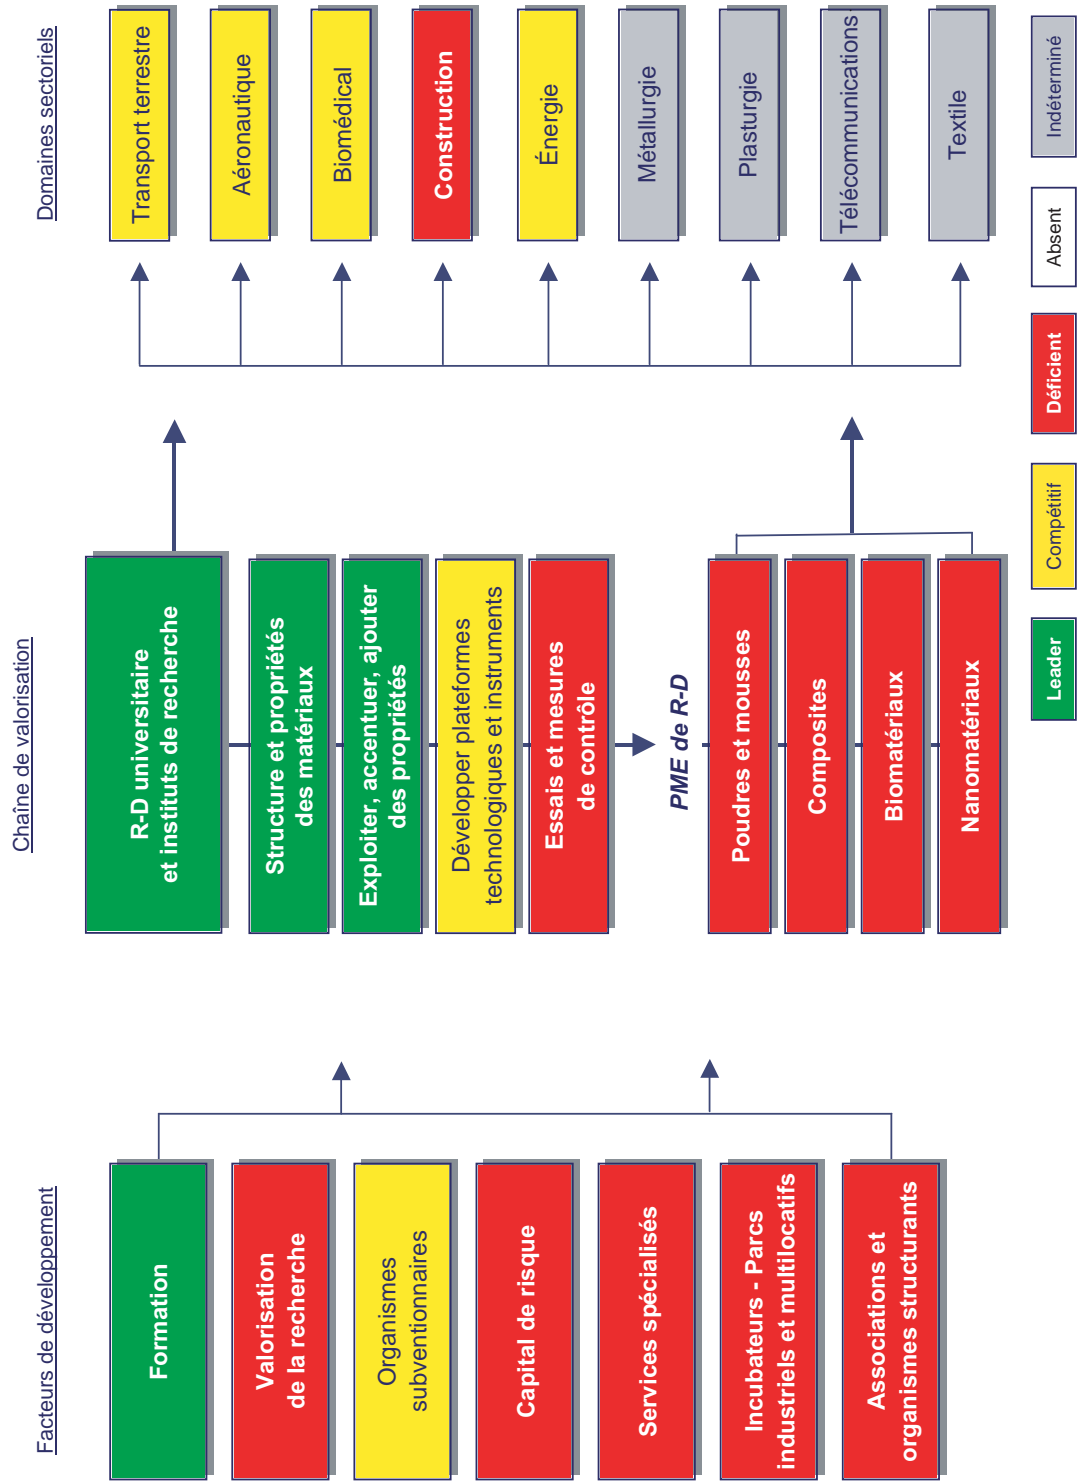 Facteurs de développement
Formation
Valorisation
de la recherche
Organismes
subventionnaires
Capital de risque
Services spécialisés
Incubateurs - Parcs
industriels et multilocatifs
Associations et
organismes structurants
Chaîne de valorisation
R-D universitaire
et instituts de recherche
Structure et propriétés
des matériaux
Exploiter, accentuer, ajouter
des propriétés
Développer plateformes
technologiques et instruments
Essais et mesures
de contrôle
PME de R-D
Poudres et mousses
Composites
Biomatériaux
Nanomatériaux
Domaines sectoriels
Transport terrestre
Aéronautique
Biomédical
Construction
Énergie
Métallurgie
Plasturgie
Télécommunications
Textile
Leader
Compétitif
Déficient
Absent
Indéterminé